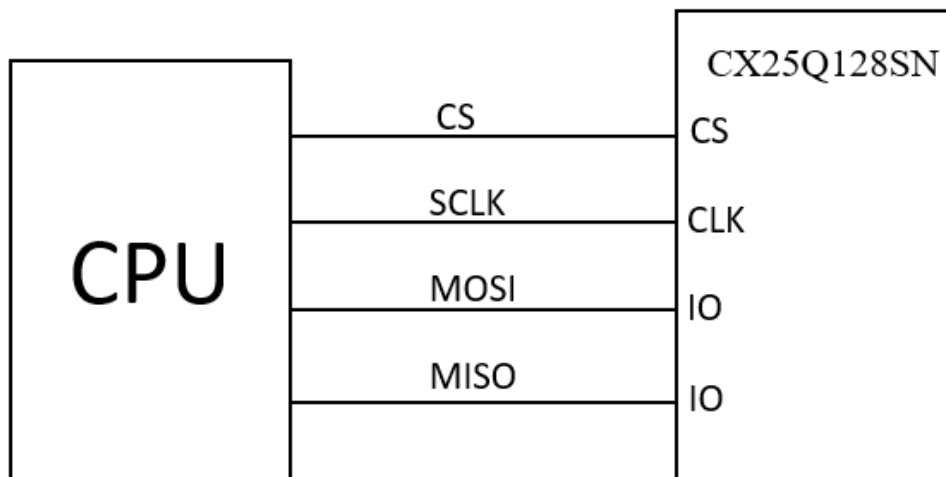 CX25Q128SN
CS
CS
SCLK
CLK
CPU
MOSI
IO
MISO
IO